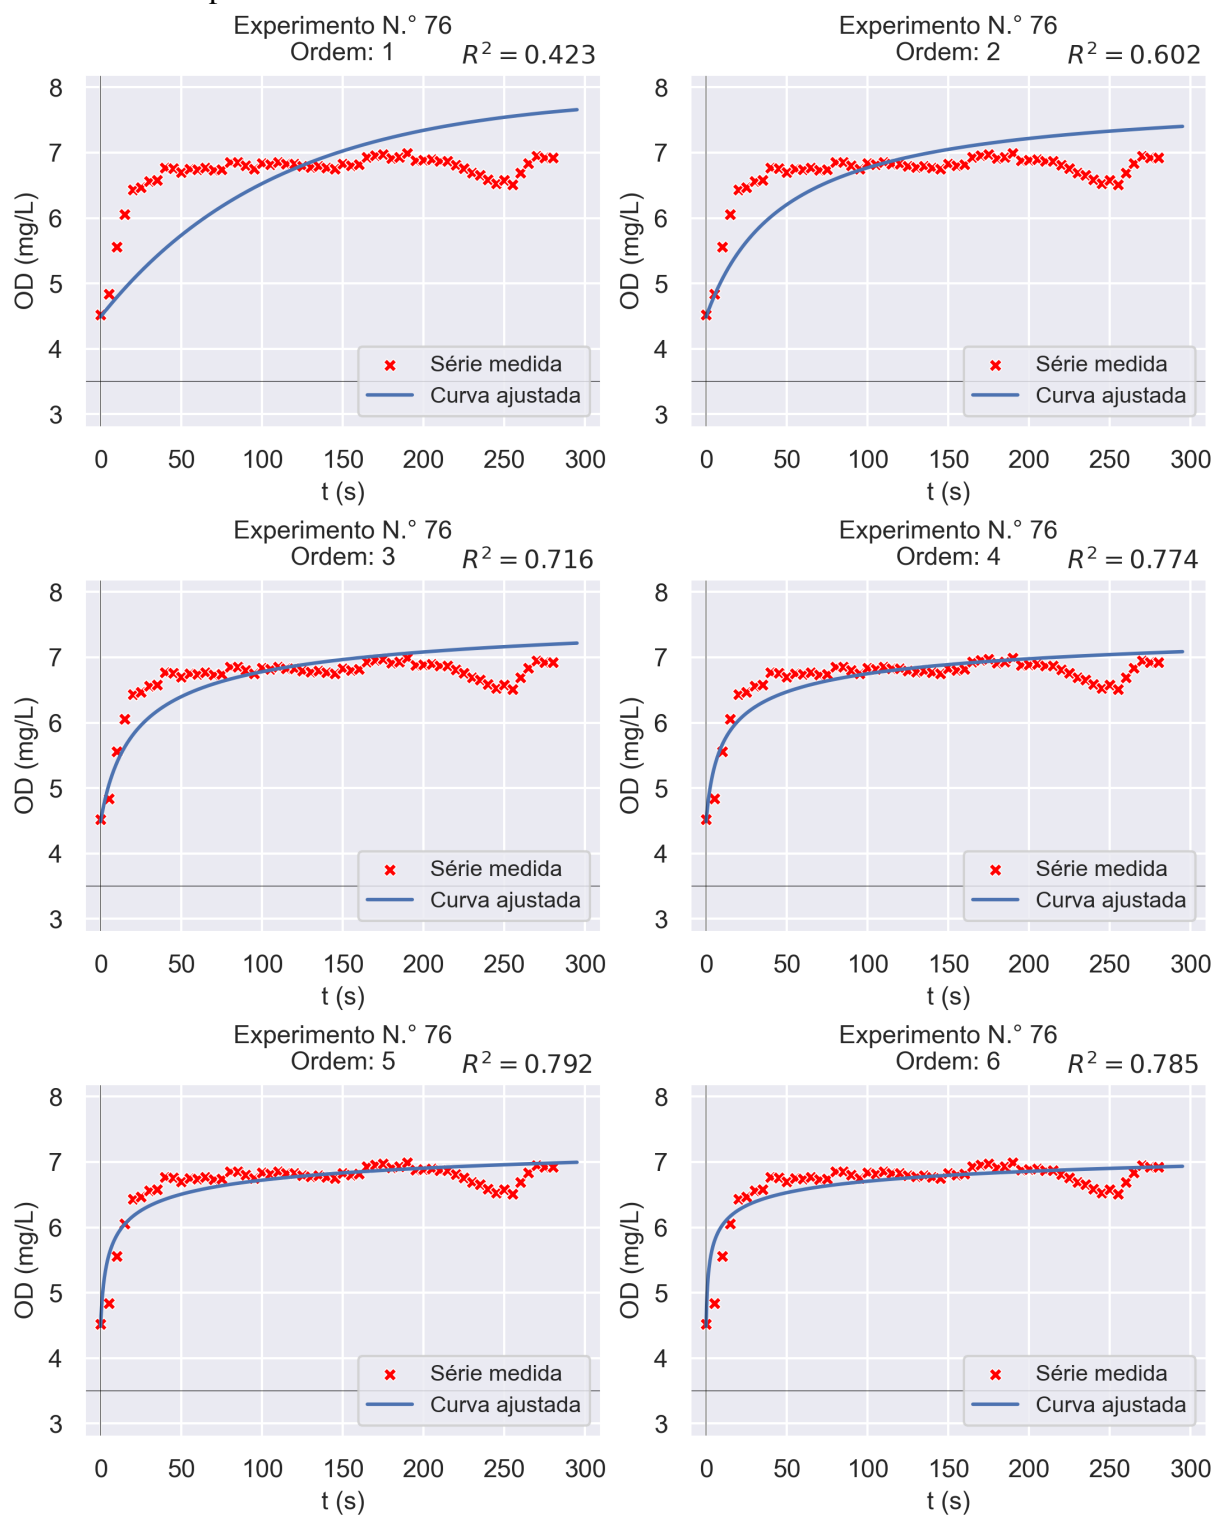 Experimento N.° 76
Ordem: 1 R² = 0.423
8
7
6
5
4
3
OD (mg/L)
Série medida
Curva ajustada
0 50 100 150 200 250 300
t (s)
Experimento N.° 76
Ordem: 2 R² = 0.602
8
7
6
5
4
3
OD (mg/L)
Série medida
Curva ajustada
0 50 100 150 200 250 300
t (s)
Experimento N.° 76
Ordem: 3 R² = 0.716
8
7
6
5
4
3
OD (mg/L)
Série medida
Curva ajustada
0 50 100 150 200 250 300
t (s)
Experimento N.° 76
Ordem: 4 R² = 0.774
8
7
6
5
4
3
OD (mg/L)
Série medida
Curva ajustada
0 50 100 150 200 250 300
t (s)
Experimento N.° 76
Ordem: 5 R² = 0.792
8
7
6
5
4
3
OD (mg/L)
Série medida
Curva ajustada
0 50 100 150 200 250 300
t (s)
Experimento N.° 76
Ordem: 6 R² = 0.785
8
7
6
5
4
3
OD (mg/L)
Série medida
Curva ajustada
0 50 100 150 200 250 300
t (s)